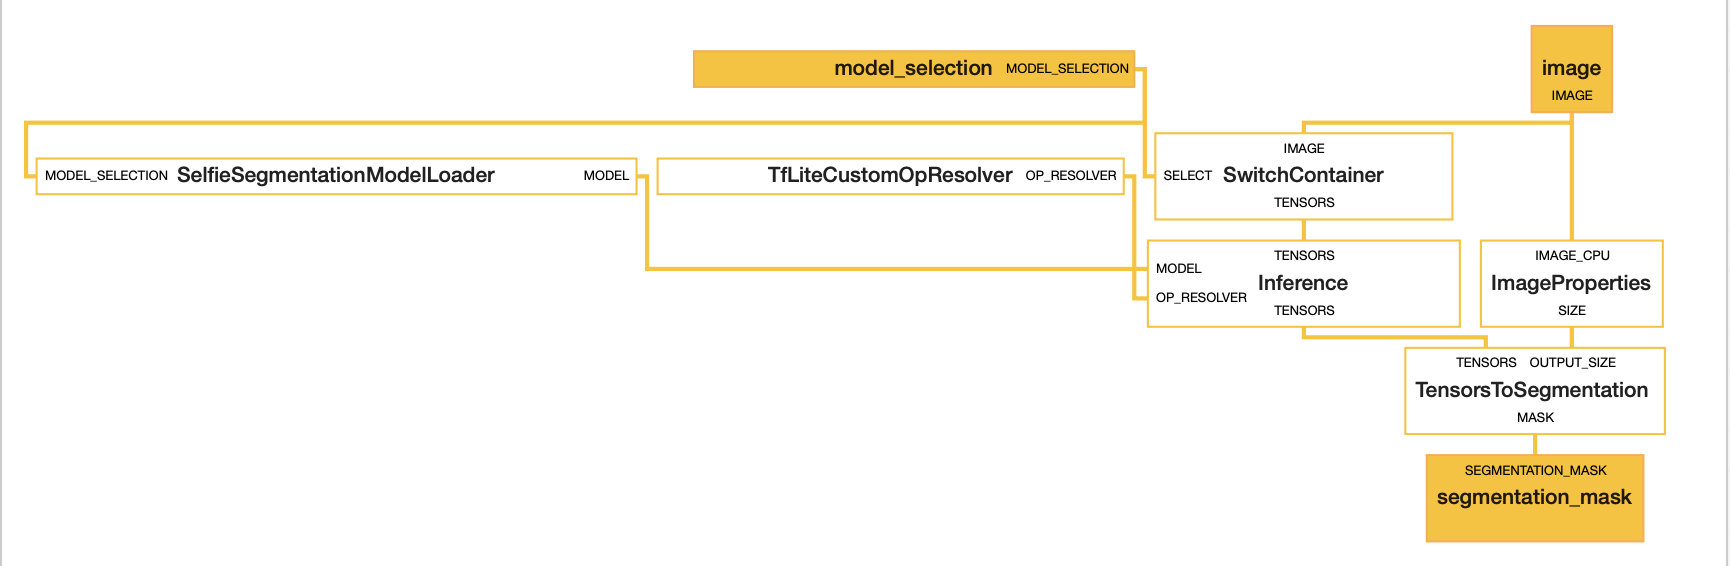 model_selection MODEL_SELECTION
image
IMAGE
MODEL_SELECTION SelfieSegmentationModelLoader MODEL
TfLiteCustomOpResolver OP_RESOLVER
IMAGE
SELECT SwitchContainer
TENSORS
TENSORS
MODEL
Inference
OP_RESOLVER
TENSORS
IMAGE_CPU
ImageProperties
SIZE
TENSORS OUTPUT_SIZE
TensorsToSegmentation
MASK
SEGMENTATION_MASK
segmentation_mask